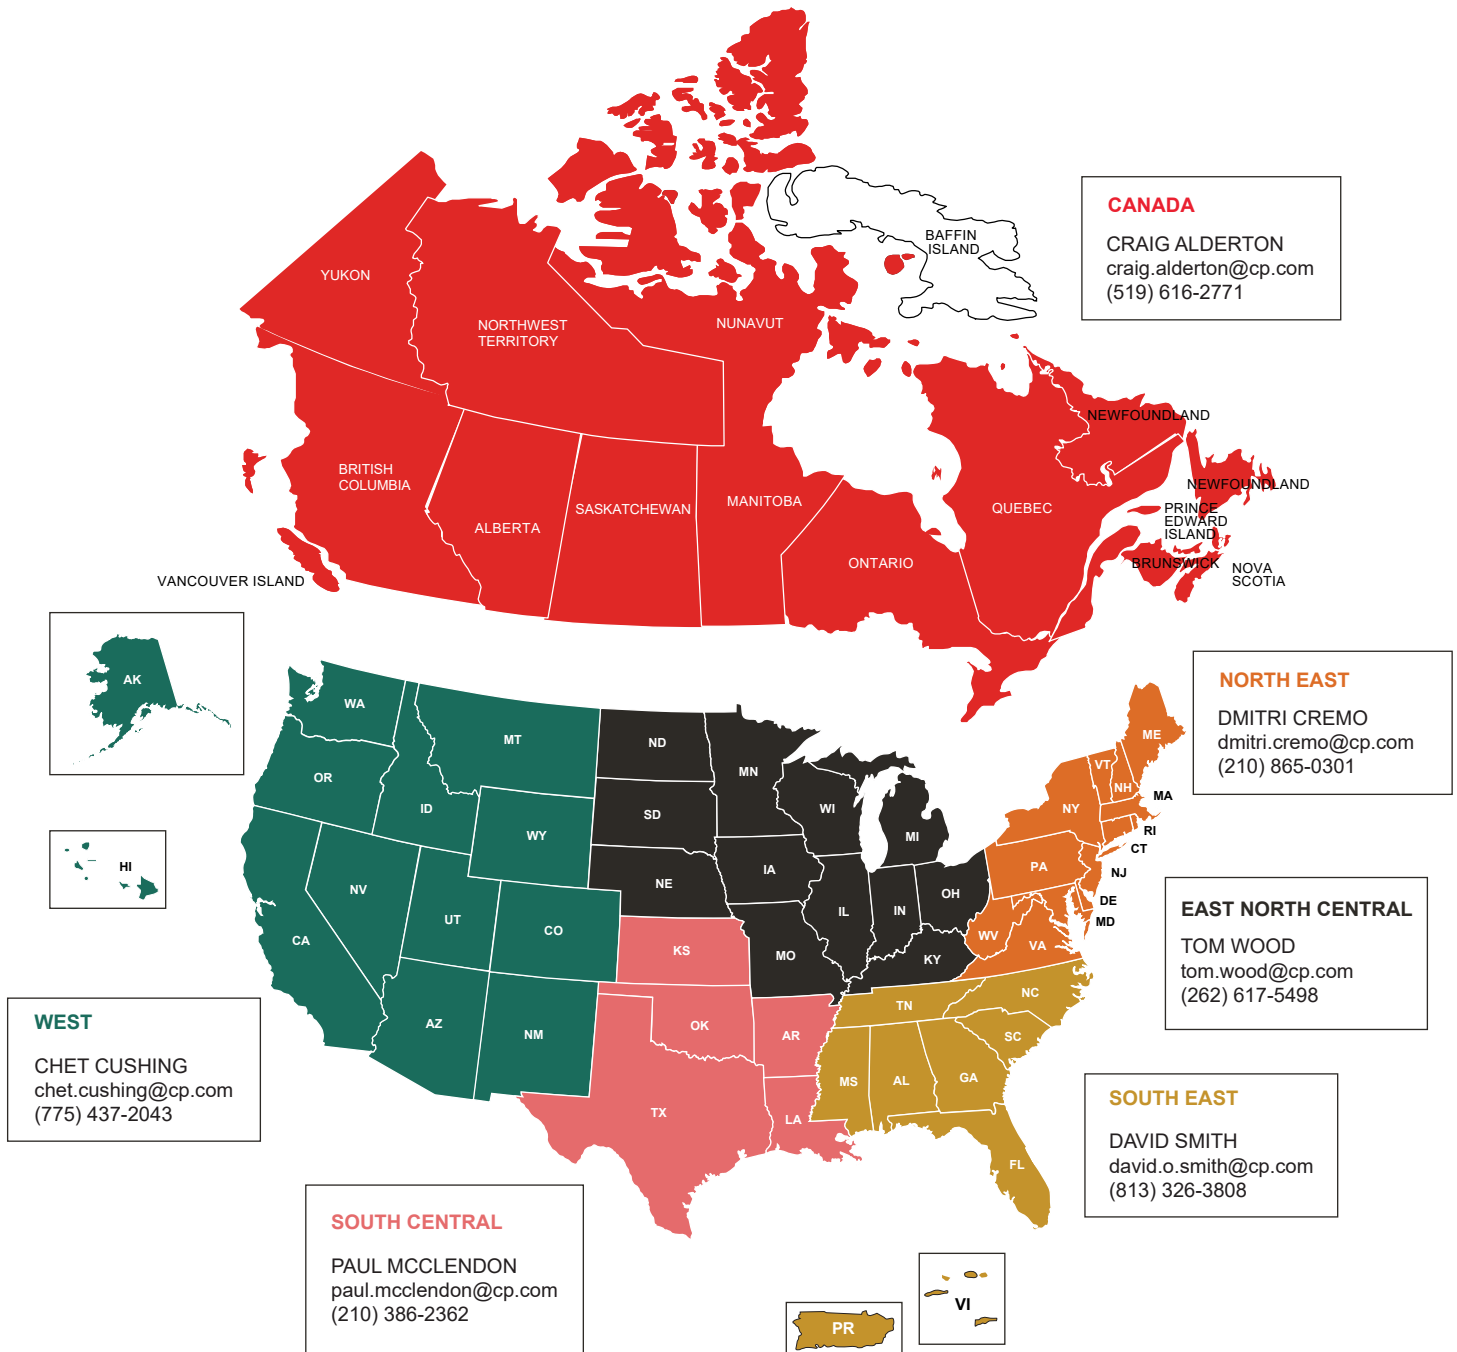 BAFFIN
ISLAND
CANADA
CRAIG ALDERTON
craig.alderton@cp.com
(519) 616-2771
YUKON
NORTHWEST
TERRITORY
NUNAVUT
NEWFOUNDLAND
BRITISH
COLUMBIA
ALBERTA
SASKATCHEWAN
MANITOBA
ONTARIO
QUEBEC
NEWFOUNDLAND
PRINCE
EDWARD
ISLAND
BRUNSWICK
NOVA
SCOTIA
VANCOUVER ISLAND
AK
HI
WA
OR
ID
MT
WY
NV
UT
CO
CA
AZ
NM
ND
SD
NE
MN
IA
WI
MI
IL
IN
OH
MO
KY
KS
OK
AR
TX
LA
ME
VT
NH
MA
NY
RI
CT
PA
NJ
DE
MD
WV
VA
TN
NC
SC
MS
AL
GA
FL
NORTH EAST
DMITRI CREMO
dmitri.cremo@cp.com
(210) 865-0301
EAST NORTH CENTRAL
TOM WOOD
tom.wood@cp.com
(262) 617-5498
WEST
CHET CUSHING
chet.cushing@cp.com
(775) 437-2043
SOUTH EAST
DAVID SMITH
david.o.smith@cp.com
(813) 326-3808
SOUTH CENTRAL
PAUL MCCLENDON
paul.mcclendon@cp.com
(210) 386-2362
VI
PR